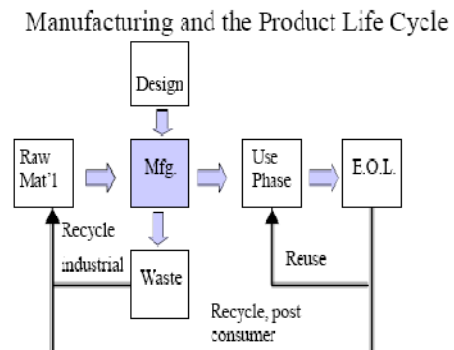 Manufacturing and the Product Life Cycle
Design
Raw
Mat'l
Mfg.
Use
Phase
E.O.L.
Recycle
industrial
Waste
Reuse
Recycle, post
consumer